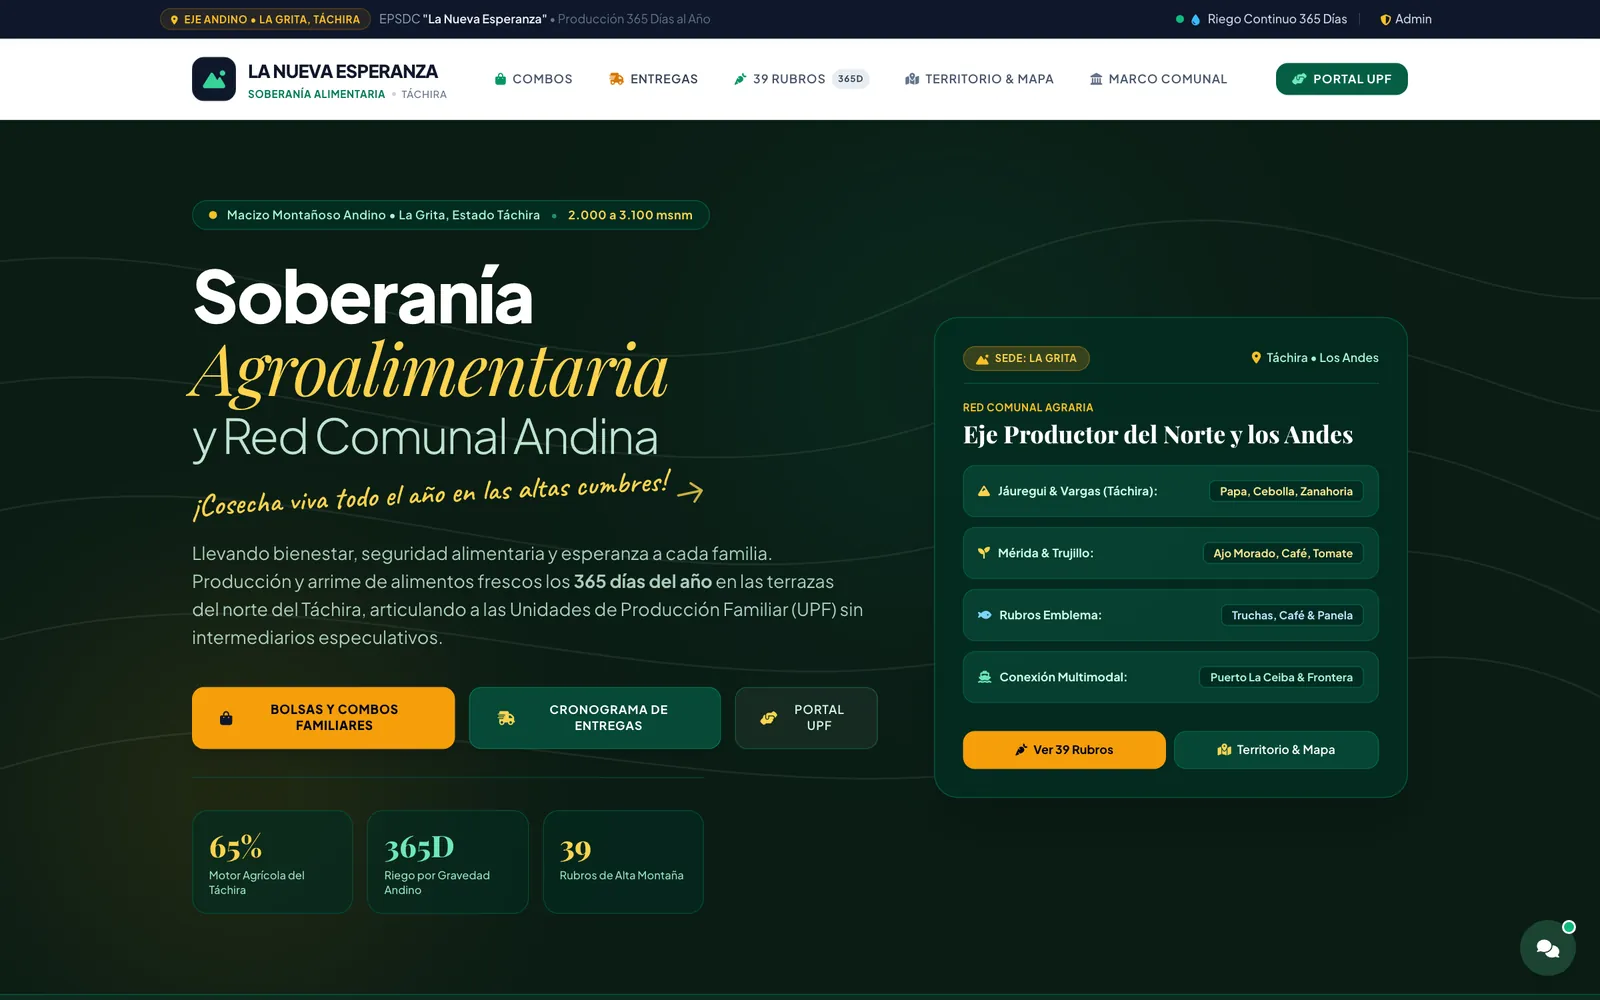 EJE ANDINO • LA GRITA, TÁCHIRA EPSDC "La Nueva Esperanza" • Producción 365 Días al Año
Riego Continuo 365 Días
Admin
LA NUEVA ESPERANZA
SOBERANÍA ALIMENTARIA • TÁCHIRA
COMBOS
ENTREGAS
39 RUBROS 365D
TERRITORIO & MAPA
MARCO COMUNAL
PORTAL UPF
Macizo Montañoso Andino • La Grita, Estado Táchira • 2.000 a 3.100 msnm
Soberanía
Agroalimentaria
y Red Comunal Andina
¡Cosecha viva todo el año en las altas cumbres! →
Llevando bienestar, seguridad alimentaria y esperanza a cada familia.
Producción y arrime de alimentos frescos los 365 días del año en las terrazas
del norte del Táchira, articulando a las Unidades de Producción Familiar (UPF) sin
intermediarios especulativos.
BOLSAS Y COMBOS
FAMILIARES
CRONOGRAMA DE
ENTREGAS
PORTAL
UPF
65%
Motor Agrícola del
Táchira
365D
Riego por Gravedad
Andino
39
Rubros de Alta Montaña
SEDE: LA GRITA
Táchira • Los Andes
RED COMUNAL AGRARIA
Eje Productor del Norte y los Andes
Jáuregui & Vargas (Táchira): Papa, Cebolla, Zanahoria
Mérida & Trujillo: Ajo Morado, Café, Tomate
Rubros Emblema: Truchas, Café & Panela
Conexión Multimodal: Puerto La Ceiba & Frontera
Ver 39 Rubros
Territorio & Mapa